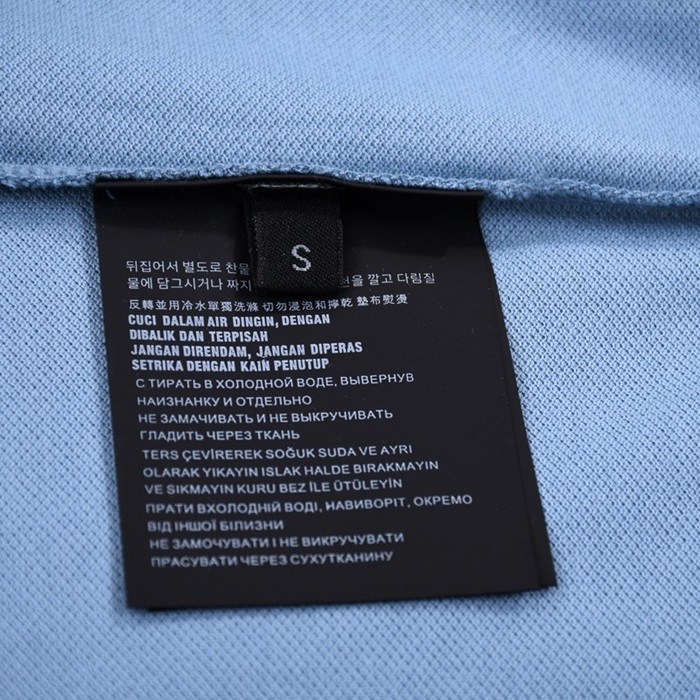 S
뒤집어서 별도로 찬물
물에 담그시거나 짜지 깔고 다림질
反轉並用冷水單獨洗滌 切勿浸泡和擰乾 墊布熨燙
CUCI DALAM AIR DINGIN, DENGAN
DIBALIK DAN TERPISAH
JANGAN DIRENDAM, JANGAN DIPERAS
SETRIKA DENGAN KAIN PENUTUP
С ТИРАТЬ В ХОЛОДНОЙ ВОДЕ, ВЫВЕРНУВ
НАИЗНАНКУ И ОТДЕЛЬНО
НЕ ЗАМАЧИВАТЬ И НЕ ВЫКРУЧИВАТЬ
ГЛАДИТЬ ЧЕРЕЗ ТКАНЬ
TERS ÇEVİREREK SOĞUK SUDA VE AYRI
OLARAK YIKAYIN ISLAK HALDE BIRAKMAYIN
VE SIKMAYIN KURU BEZ İLE ÜTÜLEYİN
ПРАТИ ВХОЛОДНІЙ ВОДІ, НАВИВОРІТ, ОКРЕМО
ВІД ІНШОЇ БІЛИЗНИ
НЕ ЗАМОЧУВАТИ І НЕ ВИКРУЧУВАТИ
ПРАСУВАТИ ЧЕРЕЗ СУХУТКАНИНУ